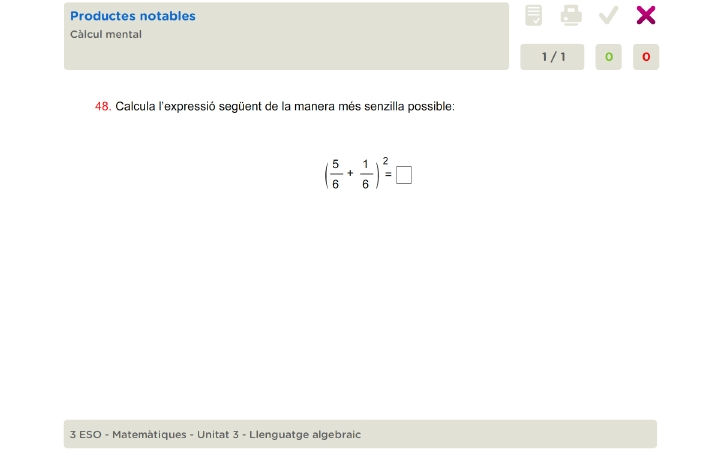 Productes notables
Càlcul mental
1 / 1
0
0
48. Calcula l'expressió següent de la manera més senzilla possible:
(5/6 + 1/6)² = □
3 ESO - Matemàtiques - Unitat 3 - Llenguatge algebraic